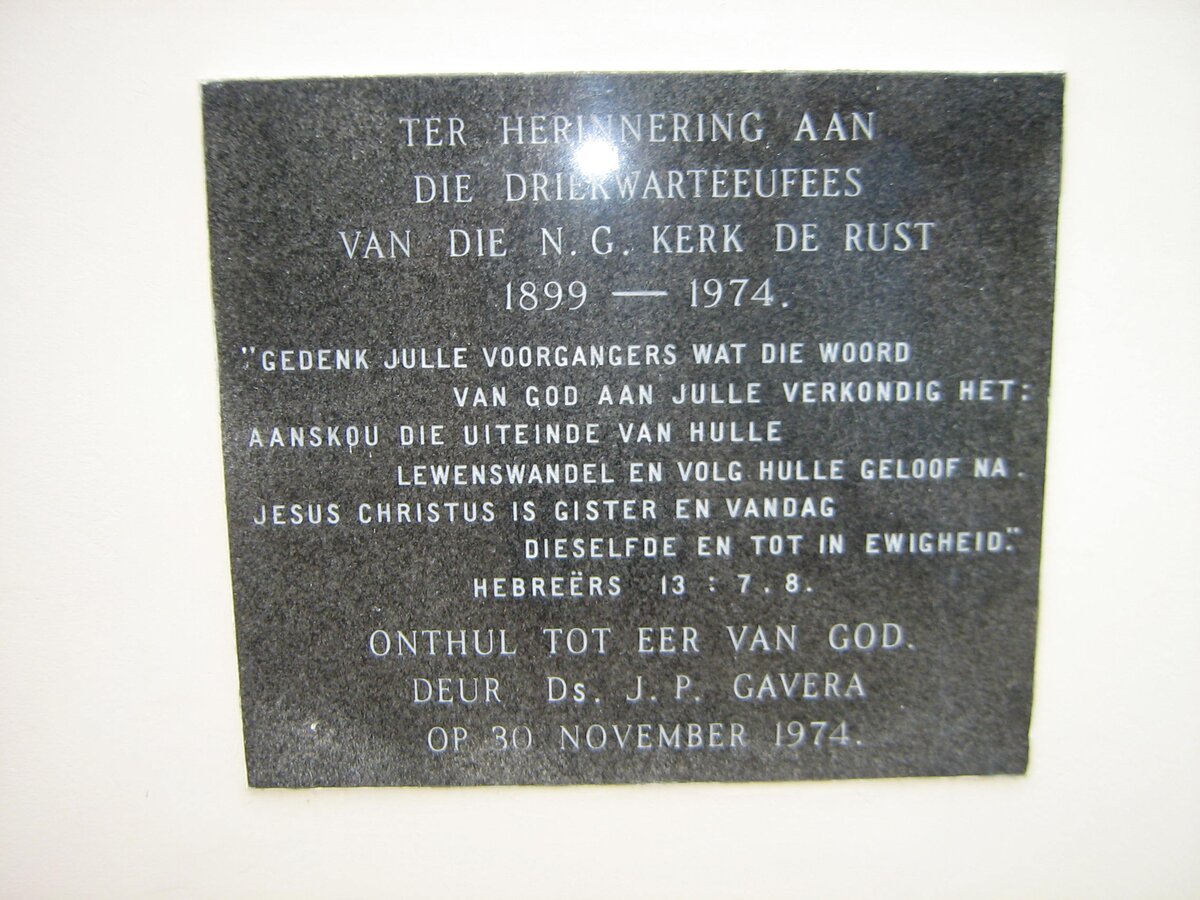 TER HERINNERING AAN
DIE DRIEKWARTEEUFEES
VAN DIE N.G. KERK DE RUST
1899 — 1974.
"GEDENK JULLE VOORGANGERS WAT DIE WOORD
VAN GOD AAN JULLE VERKONDIG HET:
AANSKOU DIE UITEINDE VAN HULLE
LEWENSWANDEL EN VOLG HULLE GELOOF NA.
JESUS CHRISTUS IS GISTER EN VANDAG
DIESELFDE EN TOT IN EWIGHEID."
HEBREËRS 13 : 7.8.
ONTHUL TOT EER VAN GOD.
DEUR Ds. J.P. GAVERA
OP 30 NOVEMBER 1974.